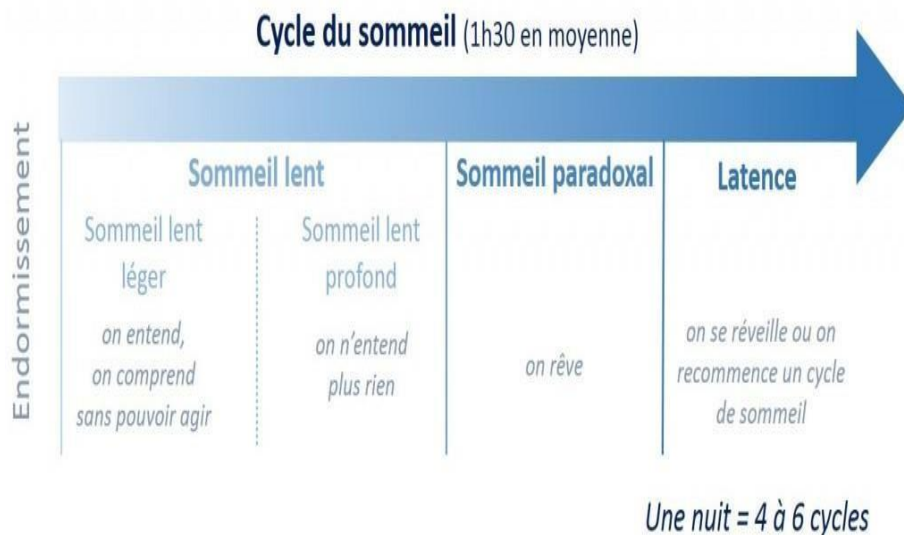 Cycle du sommeil (1h30 en moyenne)
Endormissement
Sommeil lent
Sommeil lent
léger
on entend,
on comprend
sans pouvoir agir
Sommeil lent
profond
on n'entend
plus rien
Sommeil paradoxal
on rêve
Latence
on se réveille ou on
recommence un cycle
de sommeil
Une nuit = 4 à 6 cycles